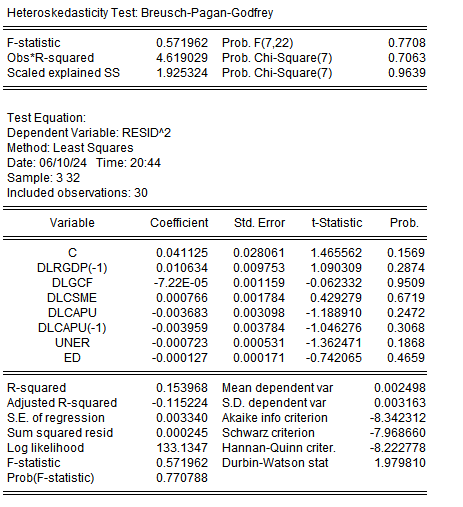 Heteroskedasticity Test: Breusch-Pagan-Godfrey
F-statistic 0.571962 Prob. F(7,22) 0.7708
Obs*R-squared 4.619029 Prob. Chi-Square(7) 0.7063
Scaled explained SS 1.925324 Prob. Chi-Square(7) 0.9639
Test Equation:
Dependent Variable: RESID^2
Method: Least Squares
Date: 06/10/24 Time: 20:44
Sample: 3 32
Included observations: 30
Variable Coefficient Std. Error t-Statistic Prob.
C 0.041125 0.028061 1.465562 0.1569
DLRGDP(-1) 0.010634 0.009753 1.090309 0.2874
DLGCF -7.22E-05 0.001159 -0.062332 0.9509
DLCSME 0.000766 0.001784 0.429279 0.6719
DLCAPU -0.003683 0.003098 -1.188910 0.2472
DLCAPU(-1) -0.003959 0.003784 -1.046276 0.3068
UNER -0.000723 0.000531 -1.362471 0.1868
ED -0.000127 0.000171 -0.742065 0.4659
R-squared 0.153968 Mean dependent var 0.002498
Adjusted R-squared -0.115224 S.D. dependent var 0.003163
S.E. of regression 0.003340 Akaike info criterion -8.342312
Sum squared resid 0.000245 Schwarz criterion -7.968660
Log likelihood 133.1347 Hannan-Quinn criter. -8.222778
F-statistic 0.571962 Durbin-Watson stat 1.979810
Prob(F-statistic) 0.770788